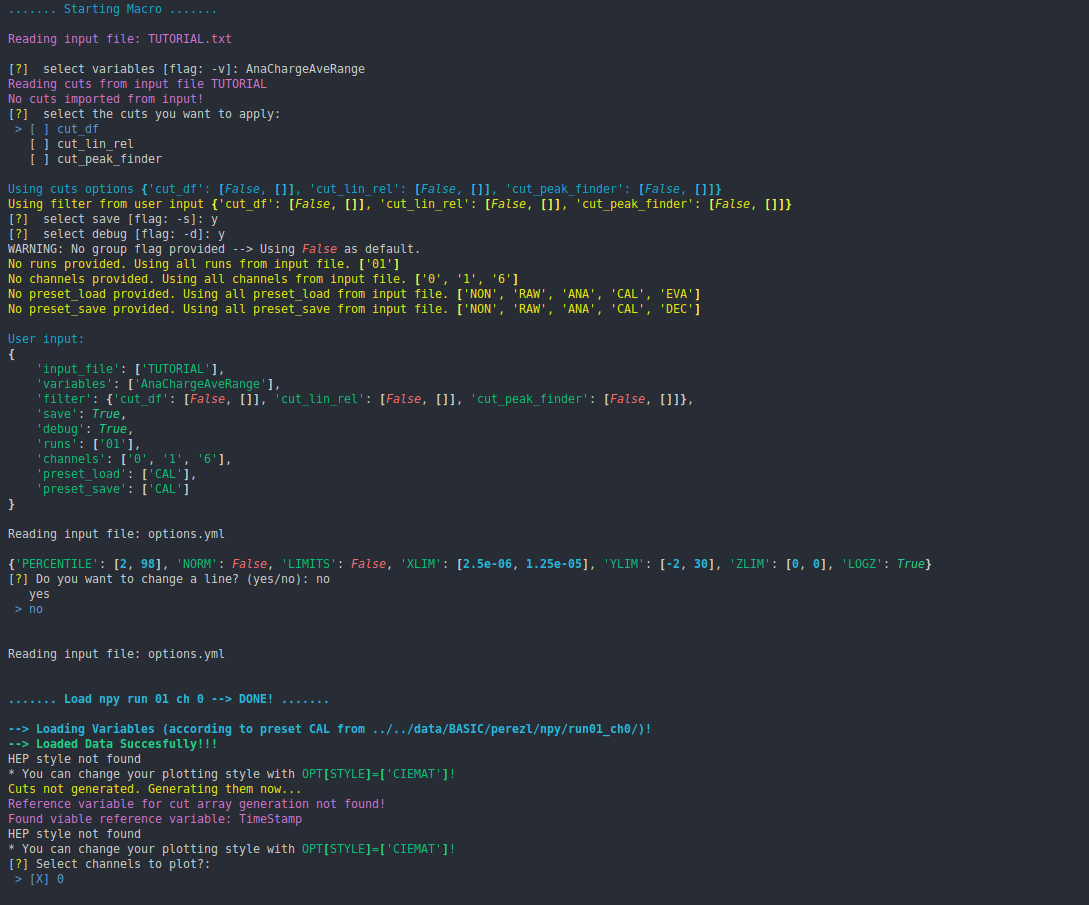 ....... Starting Macro .......
Reading input file: TUTORIAL.txt
[?]  select variables [flag: -v]: AnaChargeAveRange
Reading cuts from input file TUTORIAL
No cuts imported from input!
[?]  select the cuts you want to apply:
 > [ ] cut_df
   [ ] cut_lin_rel
   [ ] cut_peak_finder
Using cuts options {'cut_df': [False, []], 'cut_lin_rel': [False, []], 'cut_peak_finder': [False, []]}
Using filter from user input {'cut_df': [False, []], 'cut_lin_rel': [False, []], 'cut_peak_finder': [False, []]}
[?]  select save [flag: -s]: y
[?]  select debug [flag: -d]: y
WARNING: No group flag provided --> Using False as default.
No runs provided. Using all runs from input file. ['01']
No channels provided. Using all channels from input file. ['0', '1', '6']
No preset_load provided. Using all preset_load from input file. ['NON', 'RAW', 'ANA', 'CAL', 'EVA']
No preset_save provided. Using all preset_save from input file. ['NON', 'RAW', 'ANA', 'CAL', 'DEC']
User input:
{
    'input_file': ['TUTORIAL'],
    'variables': ['AnaChargeAveRange'],
    'filter': {'cut_df': [False, []], 'cut_lin_rel': [False, []], 'cut_peak_finder': [False, []]},
    'save': True,
    'debug': True,
    'runs': ['01'],
    'channels': ['0', '1', '6'],
    'preset_load': ['CAL'],
    'preset_save': ['CAL']
}
Reading input file: options.yml
{'PERCENTILE': [2, 98], 'NORM': False, 'LIMITS': False, 'XLIM': [2.5e-06, 1.25e-05], 'YLIM': [-2, 30], 'ZLIM': [0, 0], 'LOGZ': True}
[?] Do you want to change a line? (yes/no): no
   yes
 > no
Reading input file: options.yml
....... Load npy run 01 ch 0 --> DONE! .......
--> Loading Variables (according to preset CAL from ../../data/BASIC/perezl/npy/run01_ch0/)!
--> Loaded Data Succesfully!!!
HEP style not found
* You can change your plotting style with OPT[STYLE]=['CIEMAT']!
Cuts not generated. Generating them now...
Reference variable for cut array generation not found!
Found viable reference variable: TimeStamp
HEP style not found
* You can change your plotting style with OPT[STYLE]=['CIEMAT']!
[?] Select channels to plot?:
 > [X] 0